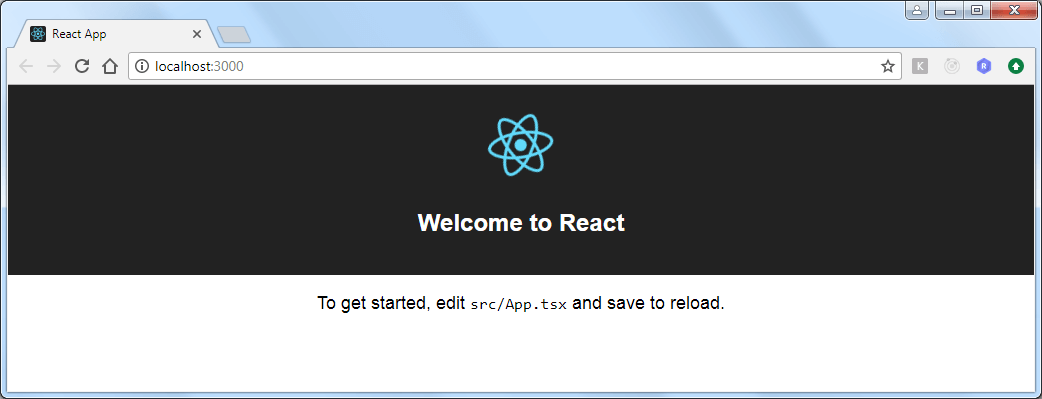 React App
localhost:3000
K
R
Welcome to React
To get started, edit src/App.tsx and save to reload.